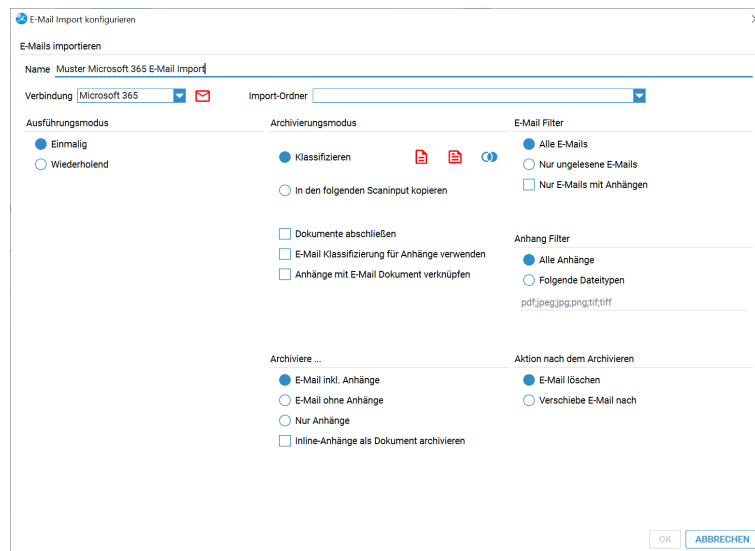 E-Mail Import konfigurieren
E-Mails importieren
Name Muster Microsoft 365 E-Mail Import
Verbindung Microsoft 365 Import-Ordner
Ausführungsmodus Archivierungsmodus E-Mail Filter
Einmalig Klassifizieren Alle E-Mails
Wiederholend In den folgenden Scaninput kopieren Nur ungelesene E-Mails
Nur E-Mails mit Anhängen
Dokumente abschließen
E-Mail Klassifizierung für Anhänge verwenden
Anhänge mit E-Mail Dokument verknüpfen
Anhang Filter
Alle Anhänge
Folgende Dateitypen
pdf;jpeg;jpg;png;tif;tiff
Archiviere ... Aktion nach dem Archivieren
E-Mail inkl. Anhänge E-Mail löschen
E-Mail ohne Anhänge Verschiebe E-Mail nach
Nur Anhänge
Inline-Anhänge als Dokument archivieren
OK ABBRECHEN